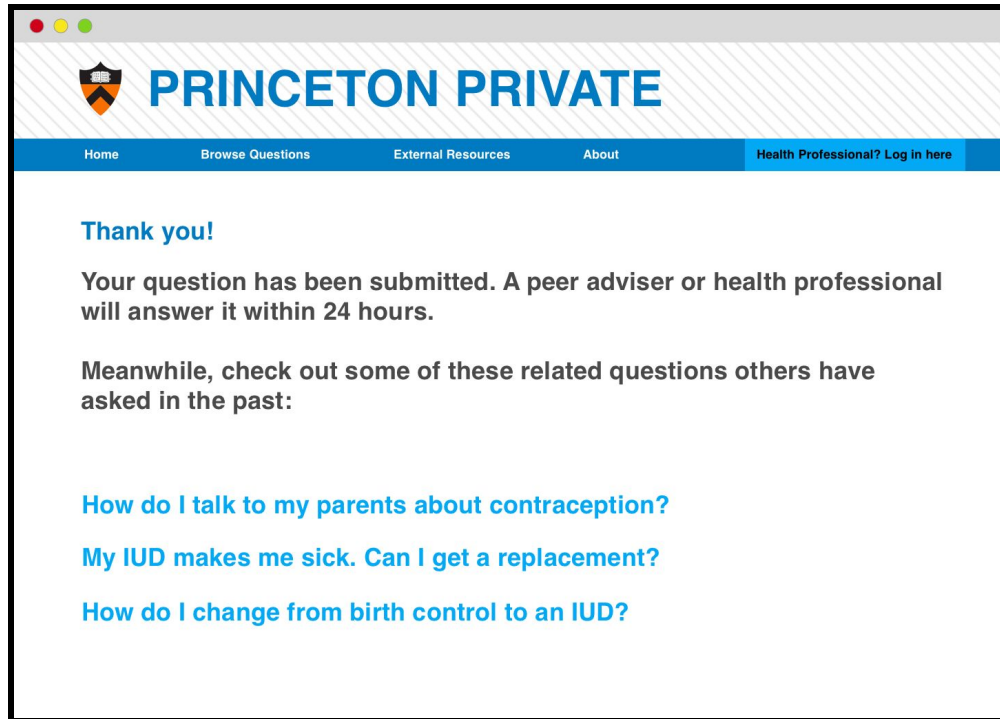 PRINCETON PRIVATE
Home Browse Questions External Resources About Health Professional? Log in here
Thank you!
Your question has been submitted. A peer adviser or health professional
will answer it within 24 hours.
Meanwhile, check out some of these related questions others have
asked in the past:
How do I talk to my parents about contraception?
My IUD makes me sick. Can I get a replacement?
How do I change from birth control to an IUD?